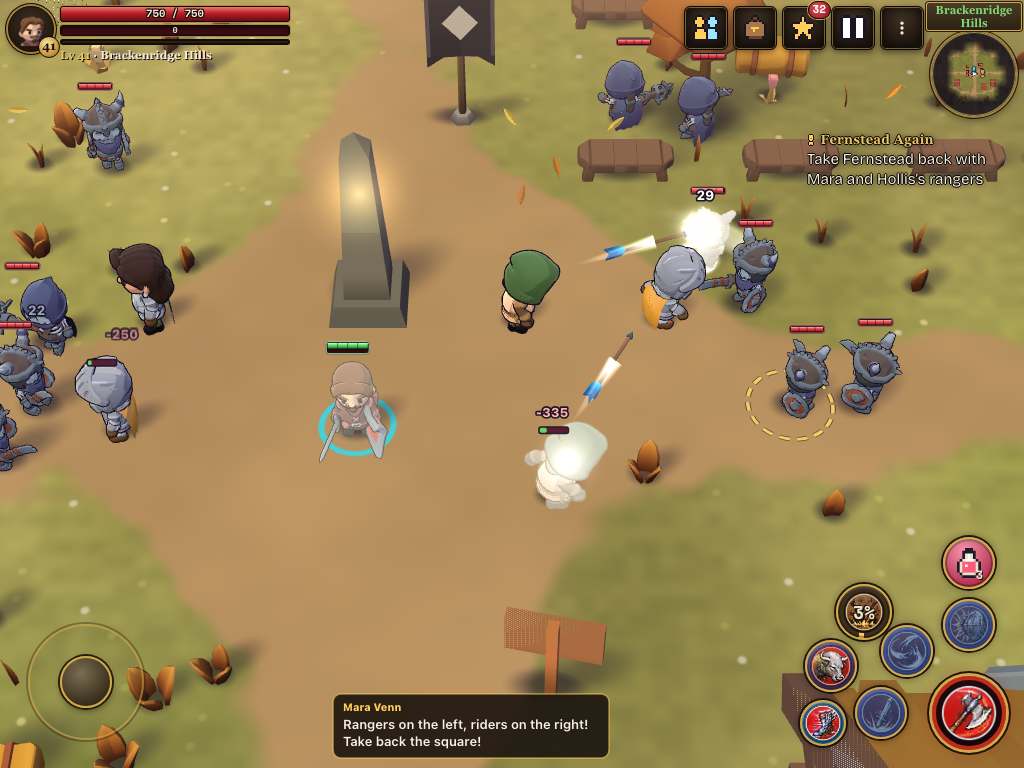 750 / 750
0
41
Lv 41 · Brackenridge Hills
32
Brackenridge
Hills
Fernstead Again
Take Fernstead back with
Mara and Hollis's rangers
29
22
-250
-335
3%
3
Mara Venn
Rangers on the left, riders on the right!
Take back the square!